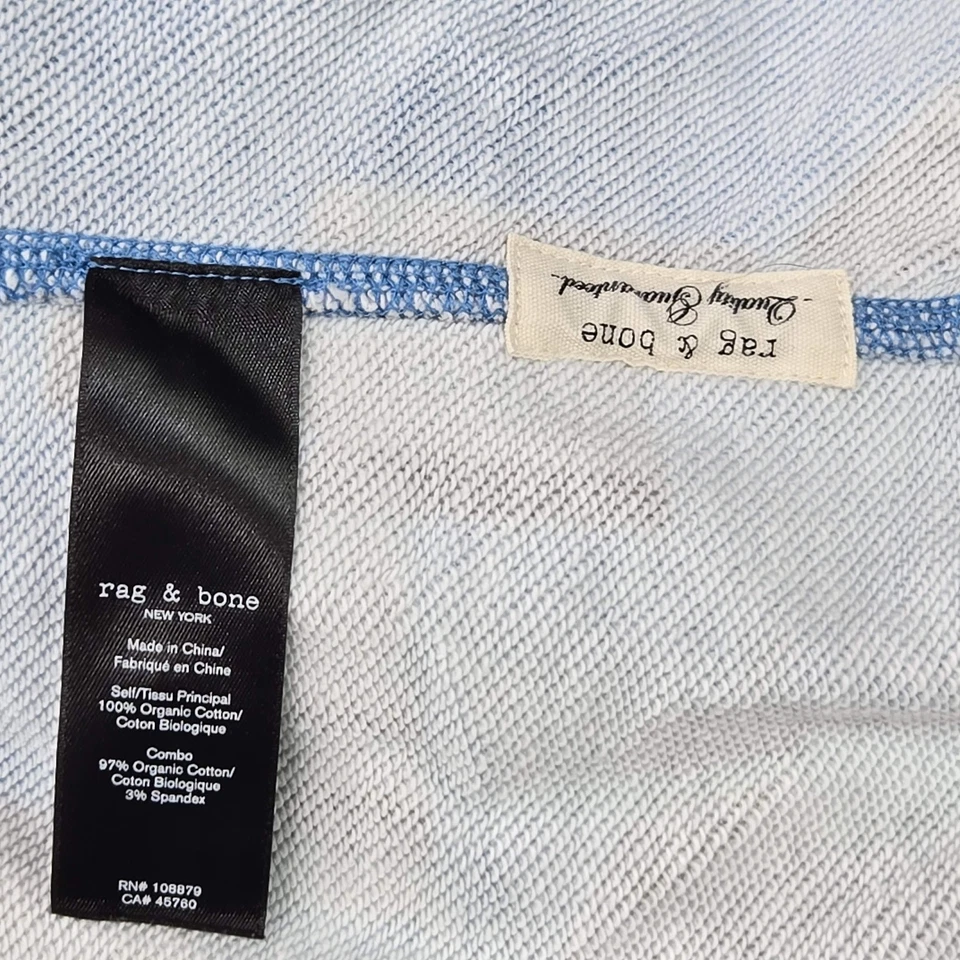 rag & bone
NEW YORK
Made in China/
Fabriqué en Chine
Self/Tissu Principal
100% Organic Cotton/
Coton Biologique
Combo
97% Organic Cotton/
Coton Biologique
3% Spandex
RN# 108879
CA# 45760
rag & bone
-Quality Guaranteed-